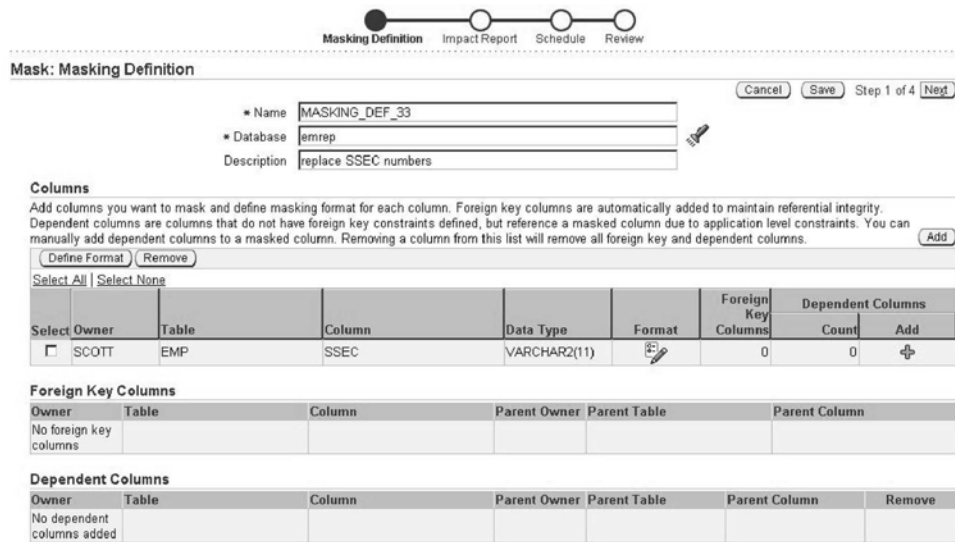 Masking Definition Impact Report Schedule Review
Mask: Masking Definition
Cancel Save Step 1 of 4 Next
* Name MASKING_DEF_33
* Database emrep
Description replace SSEC numbers
Columns
Add columns you want to mask and define masking format for each column. Foreign key columns are automatically added to maintain referential integrity.
Dependent columns are columns that do not have foreign key constraints defined, but reference a masked column due to application level constraints. You can
manually add dependent columns to a masked column. Removing a column from this list will remove all foreign key and dependent columns. Add
Define Format Remove
Select All | Select None
Select Owner Table Column Data Type Format Foreign Key Columns Dependent Columns Count Add
SCOTT EMP SSEC VARCHAR2(11) 0 0
Foreign Key Columns
Owner Table Column Parent Owner Parent Table Parent Column
No foreign key
columns
Dependent Columns
Owner Table Column Parent Owner Parent Table Parent Column Remove
No dependent
columns added